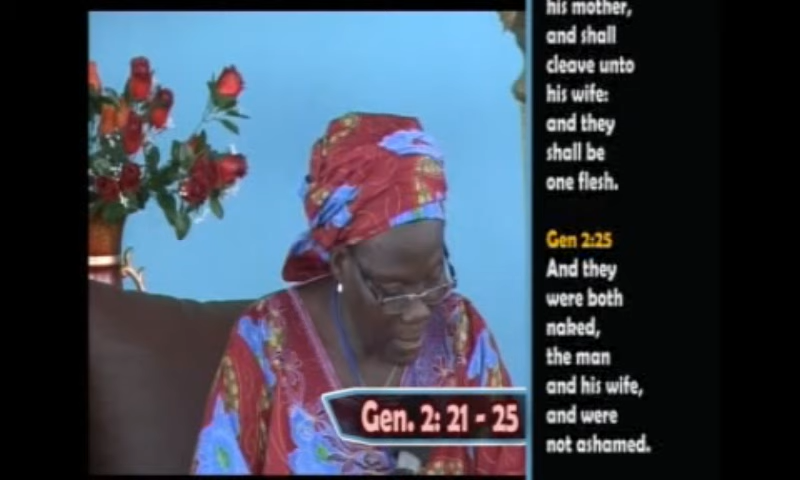 his mother,
and shall
cleave unto
his wife:
and they
shall be
one flesh.
Gen 2:25
And they
were both
naked,
the man
and his wife,
and were
not ashamed.
Gen. 2: 21 - 25